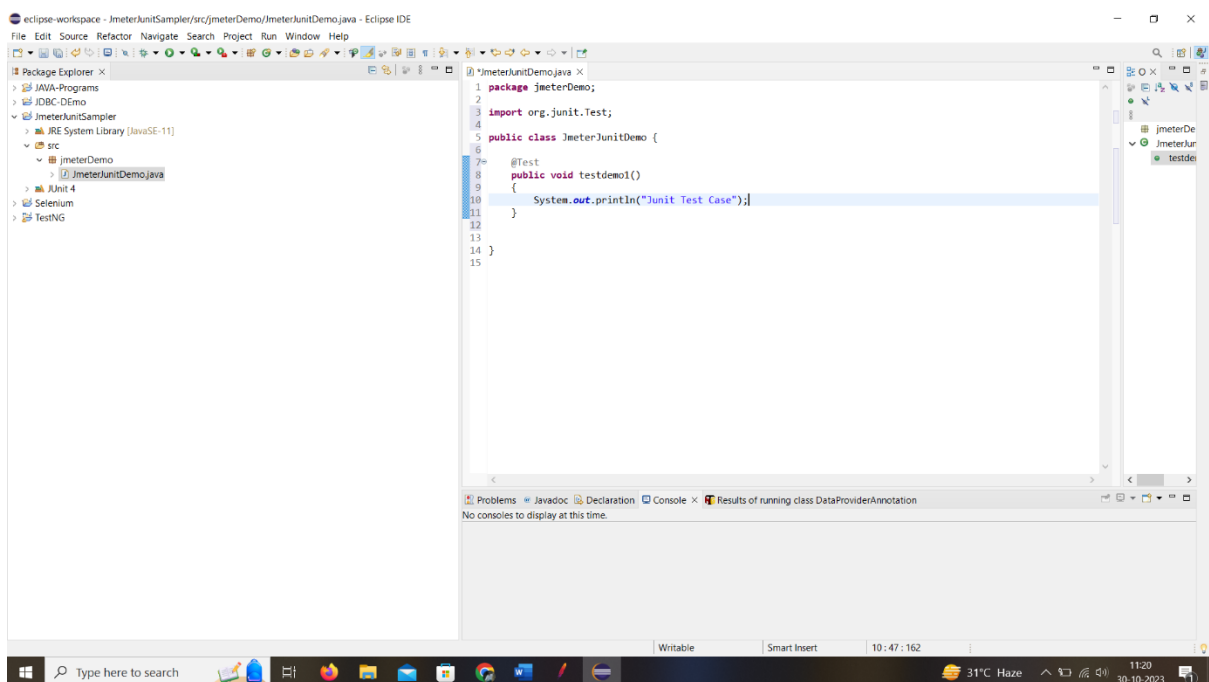 eclipse-workspace - JmeterJunitSampler/src/jmeterDemo/JmeterJunitDemo.java - Eclipse IDE
File Edit Source Refactor Navigate Search Project Run Window Help
Package Explorer
JAVA-Programs
JDBC-DEmo
JmeterJunitSampler
JRE System Library [JavaSE-11]
src
jmeterDemo
JmeterJunitDemo.java
JUnit 4
Selenium
TestNG
*JmeterJunitDemo.java
1 package jmeterDemo;
2
3 import org.junit.Test;
4
5 public class JmeterJunitDemo {
6
7 @Test
8 public void testdemo1()
9 {
10 System.out.println("Junit Test Case");
11 }
12
13
14 }
15
O
jmeterDe
JmeterJur
testde
Problems Javadoc Declaration Console Results of running class DataProviderAnnotation
No consoles to display at this time.
Writable Smart Insert 10 : 47 : 162
Type here to search
31°C Haze
11:20
30-10-2023